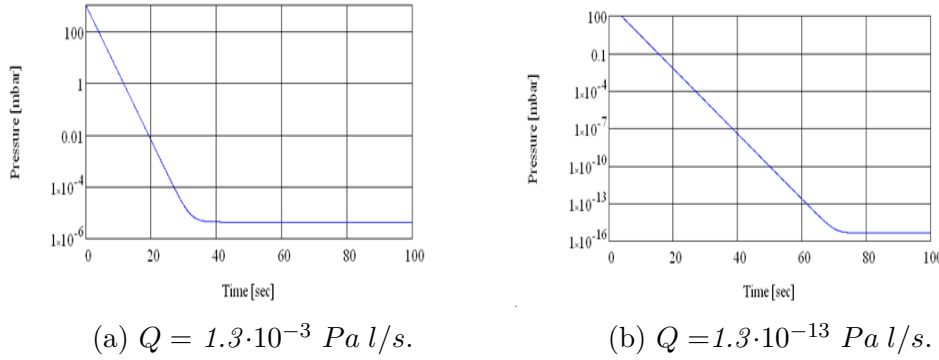 Pressure [mbar]
100
1
0.01
1×10⁻⁴
1×10⁻⁶
0 20 40 60 80 100
Time [sec]
(a) Q = 1.3·10⁻³ Pa l/s.
Pressure [mbar]
100
0.1
1×10⁻⁴
1×10⁻⁷
1×10⁻¹⁰
1×10⁻¹³
1×10⁻¹⁶
0 20 40 60 80 100
Time [sec]
(b) Q =1.3·10⁻¹³ Pa l/s.